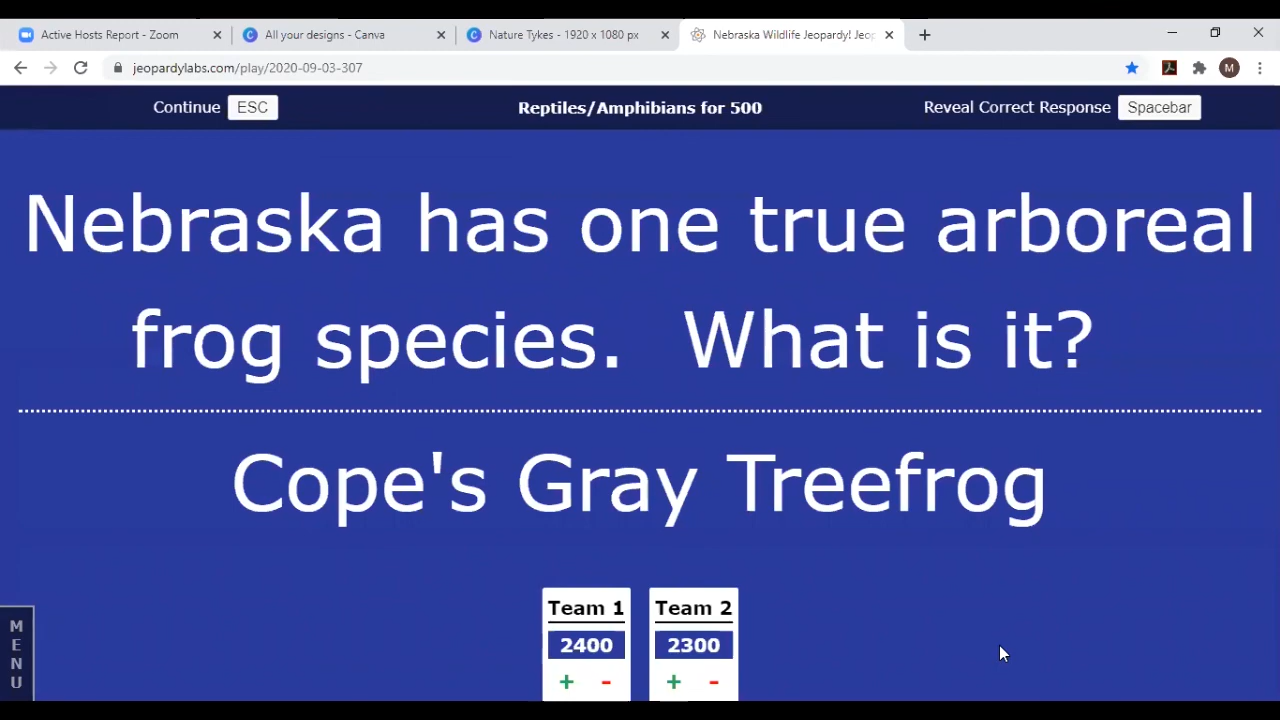 Active Hosts Report - Zoom
All your designs - Canva
Nature Tykes - 1920 x 1080 px
Nebraska Wildlife Jeopardy! Jeop
jeopardylabs.com/play/2020-09-03-307
M
Continue ESC
Reptiles/Amphibians for 500
Reveal Correct Response Spacebar
Nebraska has one true arboreal
frog species. What is it?
Cope's Gray Treefrog
Team 1 Team 2
2400 2300
+ - + -
MENU